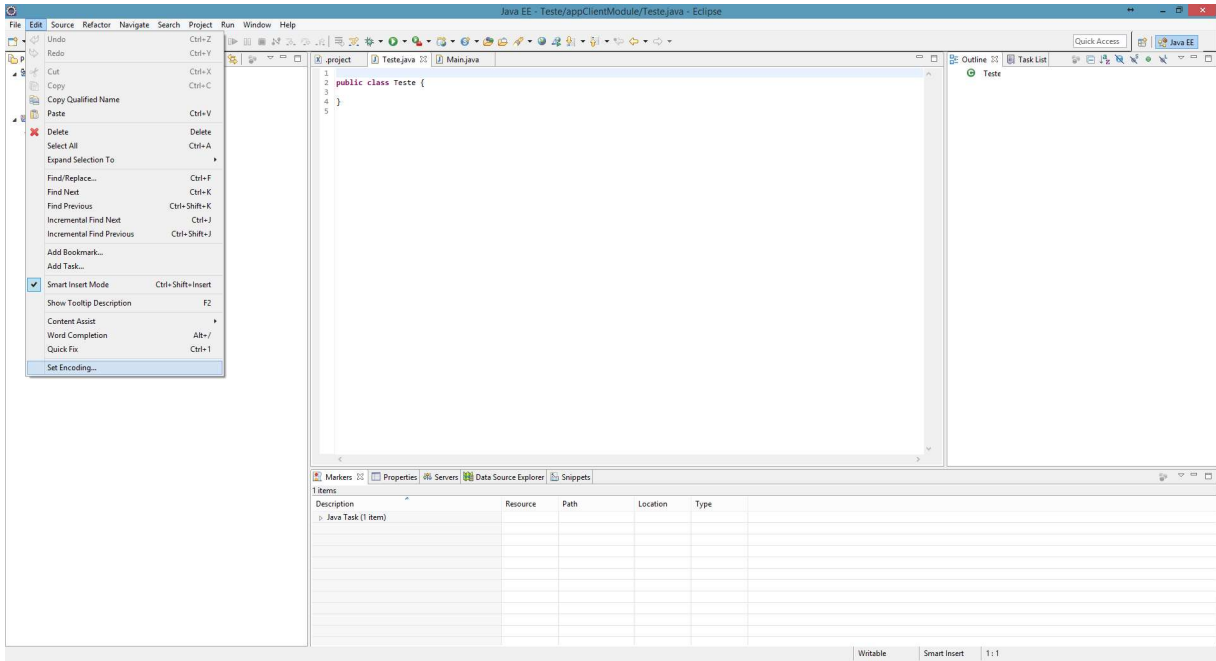 Java EE - Teste/appClientModule/Teste.java - Eclipse
File Edit Source Refactor Navigate Search Project Run Window Help
Quick Access
Java EE
Undo Ctrl+Z
Redo Ctrl+Y
Cut Ctrl+X
Copy Ctrl+C
Copy Qualified Name
Paste Ctrl+V
Delete Delete
Select All Ctrl+A
Expand Selection To
Find/Replace... Ctrl+F
Find Next Ctrl+K
Find Previous Ctrl+Shift+K
Incremental Find Next Ctrl+J
Incremental Find Previous Ctrl+Shift+J
Add Bookmark...
Add Task...
Smart Insert Mode Ctrl+Shift+Insert
Show Tooltip Description F2
Content Assist
Word Completion Alt+/
Quick Fix Ctrl+1
Set Encoding...
.project Teste.java Main.java
1
2 public class Teste {
3
4 }
5
Outline Task List
Teste
Markers Properties Servers Data Source Explorer Snippets
1 items
Description Resource Path Location Type
Java Task (1 item)
Writable Smart Insert 1 : 1